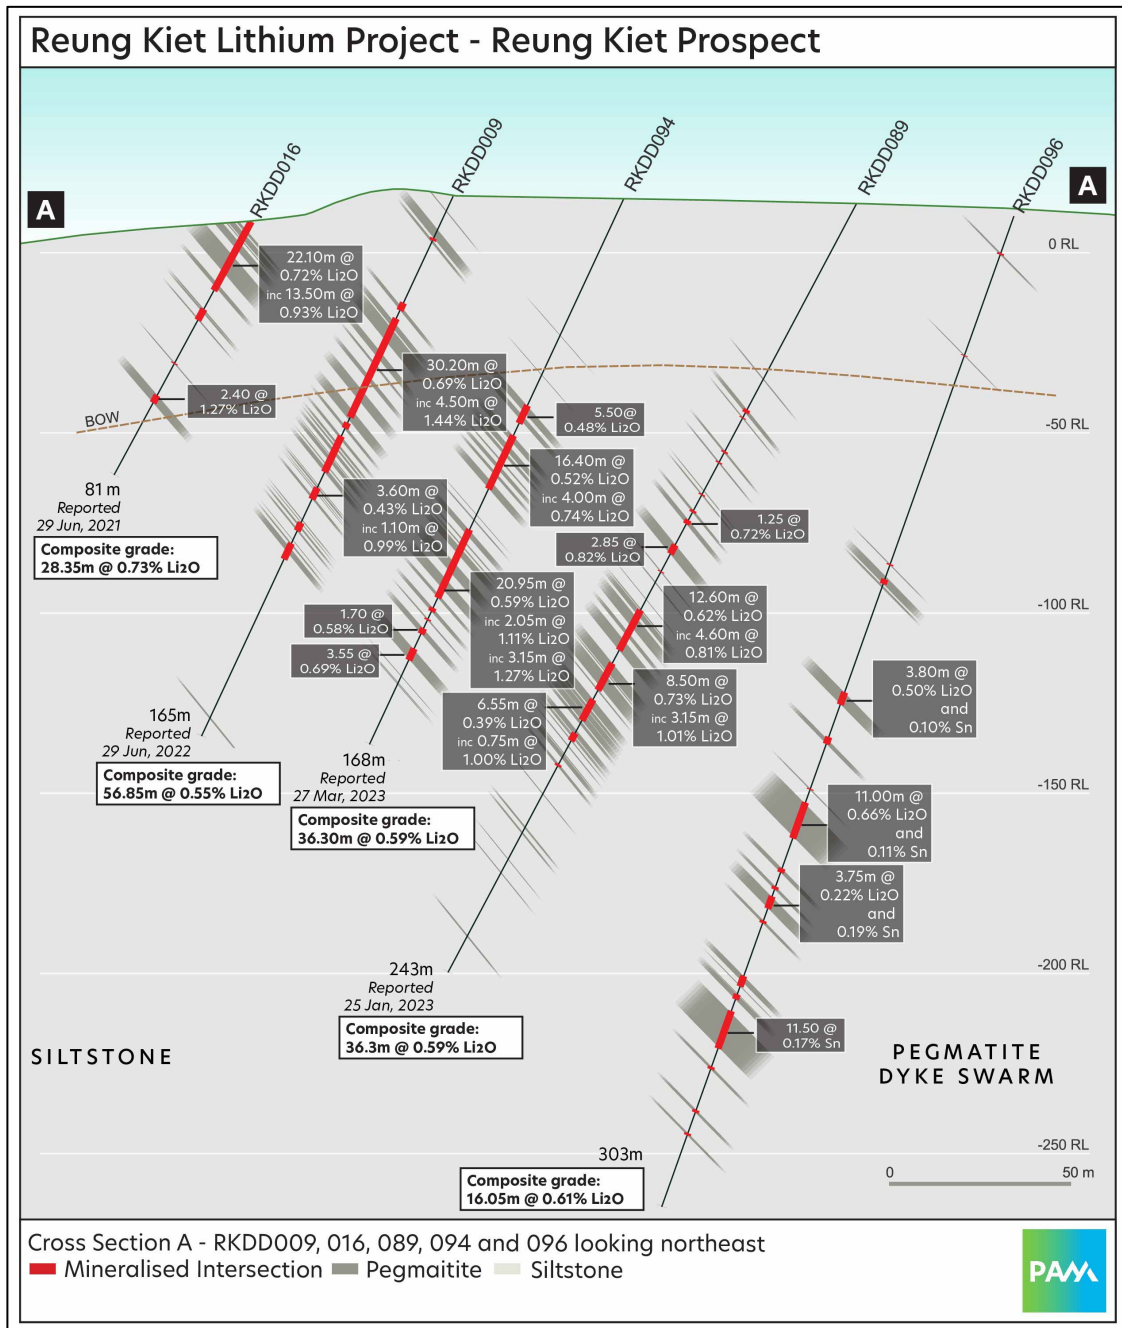 Reung Kiet Lithium Project - Reung Kiet Prospect
A
RKDD016
RKDD009
RKDD094
RKDD089
RKDD096
A
0 RL
22.10m @
0.72% Li2O
inc 13.50m @
0.93% Li2O
30.20m @
0.69% Li2O
inc 4.50m @
1.44% Li2O
2.40 @
1.27% Li2O
BOW
5.50@
0.48% Li2O
-50 RL
16.40m @
0.52% Li2O
inc 4.00m @
0.74% Li2O
81 m
Reported
29 Jun, 2021
Composite grade:
28.35m @ 0.73% Li2O
3.60m @
0.43% Li2O
inc 1.10m @
0.99% Li2O
1.25 @
0.72% Li2O
2.85 @
0.82% Li2O
20.95m @
0.59% Li2O
inc 2.05m @
1.11% Li2O
inc 3.15m @
1.27% Li2O
12.60m @
0.62% Li2O
inc 4.60m @
0.81% Li2O
-100 RL
1.70 @
0.58% Li2O
3.55 @
0.69% Li2O
8.50m @
0.73% Li2O
inc 3.15m @
1.01% Li2O
3.80m @
0.50% Li2O
and
0.10% Sn
6.55m @
0.39% Li2O
inc 0.75m @
1.00% Li2O
165m
Reported
29 Jun, 2022
Composite grade:
56.85m @ 0.55% Li2O
168m
Reported
27 Mar, 2023
Composite grade:
36.30m @ 0.59% Li2O
-150 RL
11.00m @
0.66% Li2O
and
0.11% Sn
3.75m @
0.22% Li2O
and
0.19% Sn
-200 RL
243m
Reported
25 Jan, 2023
Composite grade:
36.3m @ 0.59% Li2O
11.50 @
0.17% Sn
SILTSTONE
PEGMATITE
DYKE SWARM
-250 RL
303m
Composite grade:
16.05m @ 0.61% Li2O
0 50 m
Cross Section A - RKDD009, 016, 089, 094 and 096 looking northeast
Mineralised Intersection Pegmaitite Siltstone
PAM